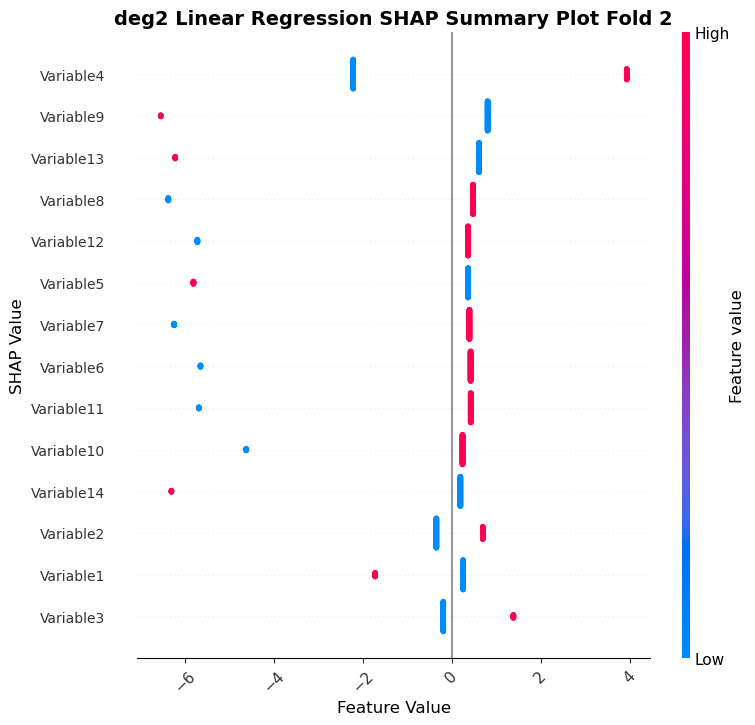 deg2 Linear Regression SHAP Summary Plot Fold 2
High
Variable4
Variable9
Variable13
Variable8
Variable12
Variable5
Variable7
Variable6
Variable11
Variable10
Variable14
Variable2
Variable1
Variable3
SHAP Value
Feature value
Low
−6
−4
−2
0
2
4
Feature Value